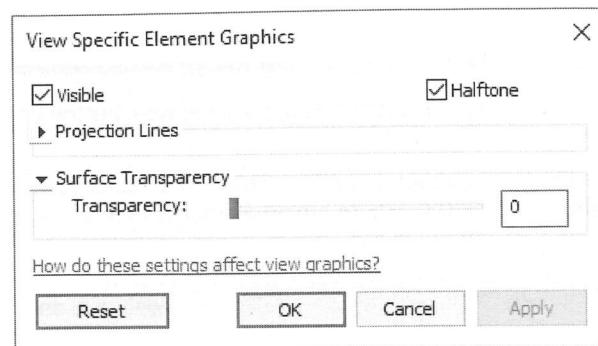 View Specific Element Graphics
Visible
Halftone
Projection Lines
Surface Transparency
Transparency:
0
How do these settings affect view graphics?
Reset
OK
Cancel
Apply